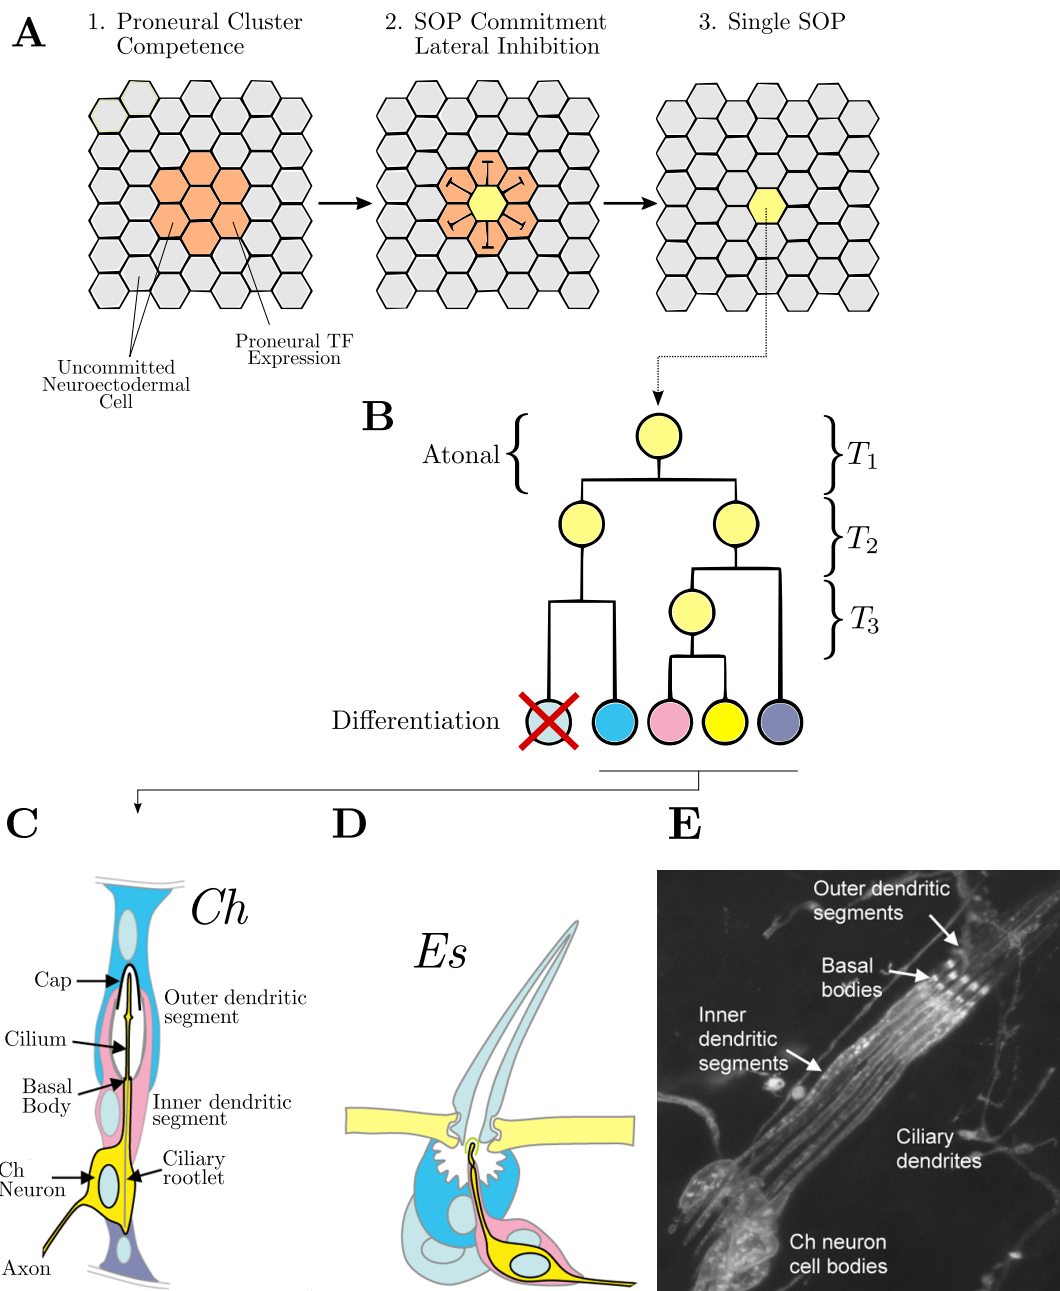 A
1. Proneural Cluster
Competence
2. SOP Commitment
Lateral Inhibition
3. Single SOP
Proneural TF
Expression
Uncommitted
Neuroectodermal
Cell
B
Atonal
T1
T2
T3
Differentiation
C
Ch
Cap
Outer dendritic
segment
Cilium
Basal
Body
Inner dendritic
segment
Ch
Neuron
Ciliary
rootlet
Axon
D
Es
E
Outer dendritic
segments
Basal
bodies
Inner
dendritic
segments
Ciliary
dendrites
Ch neuron
cell bodies